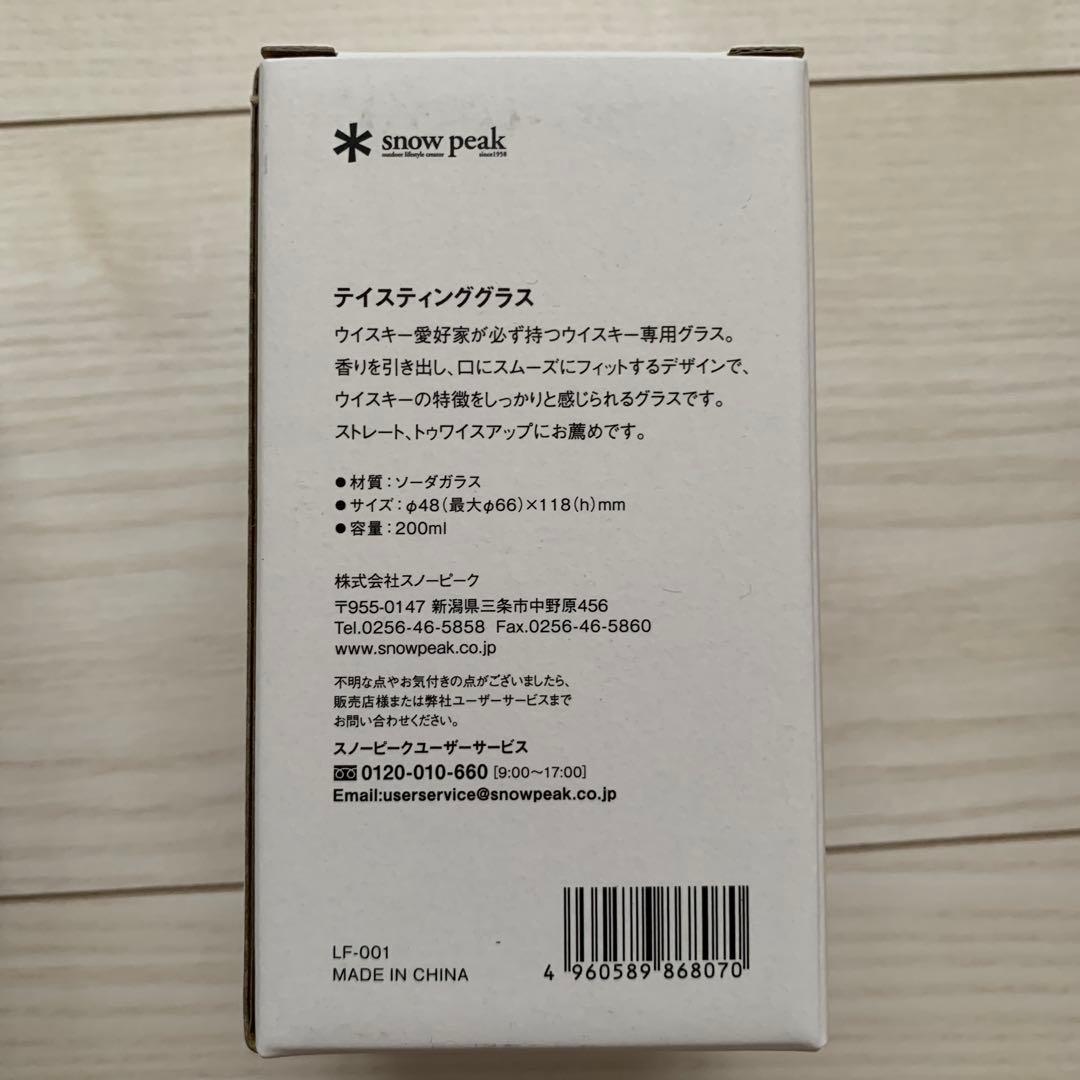 snow peak
outdoor lifestyle creator since1958
テイスティンググラス
ウイスキー愛好家が必ず持つウイスキー専用グラス。
香りを引き出し、口にスムーズにフィットするデザインで、
ウイスキーの特徴をしっかりと感じられるグラスです。
ストレート、トゥワイスアップにお薦めです。
●材質：ソーダガラス
●サイズ：φ48（最大φ66）×118（h）mm
●容量：200ml
株式会社スノーピーク
〒955-0147 新潟県三条市中野原456
Tel.0256-46-5858 Fax.0256-46-5860
www.snowpeak.co.jp
不明な点やお気付きの点がございましたら、
販売店様または弊社ユーザーサービスまで
お問い合わせください。
スノーピークユーザーサービス
0120-010-660 [9:00〜17:00]
Email:userservice@snowpeak.co.jp
LF-001
MADE IN CHINA
4 960589 868070